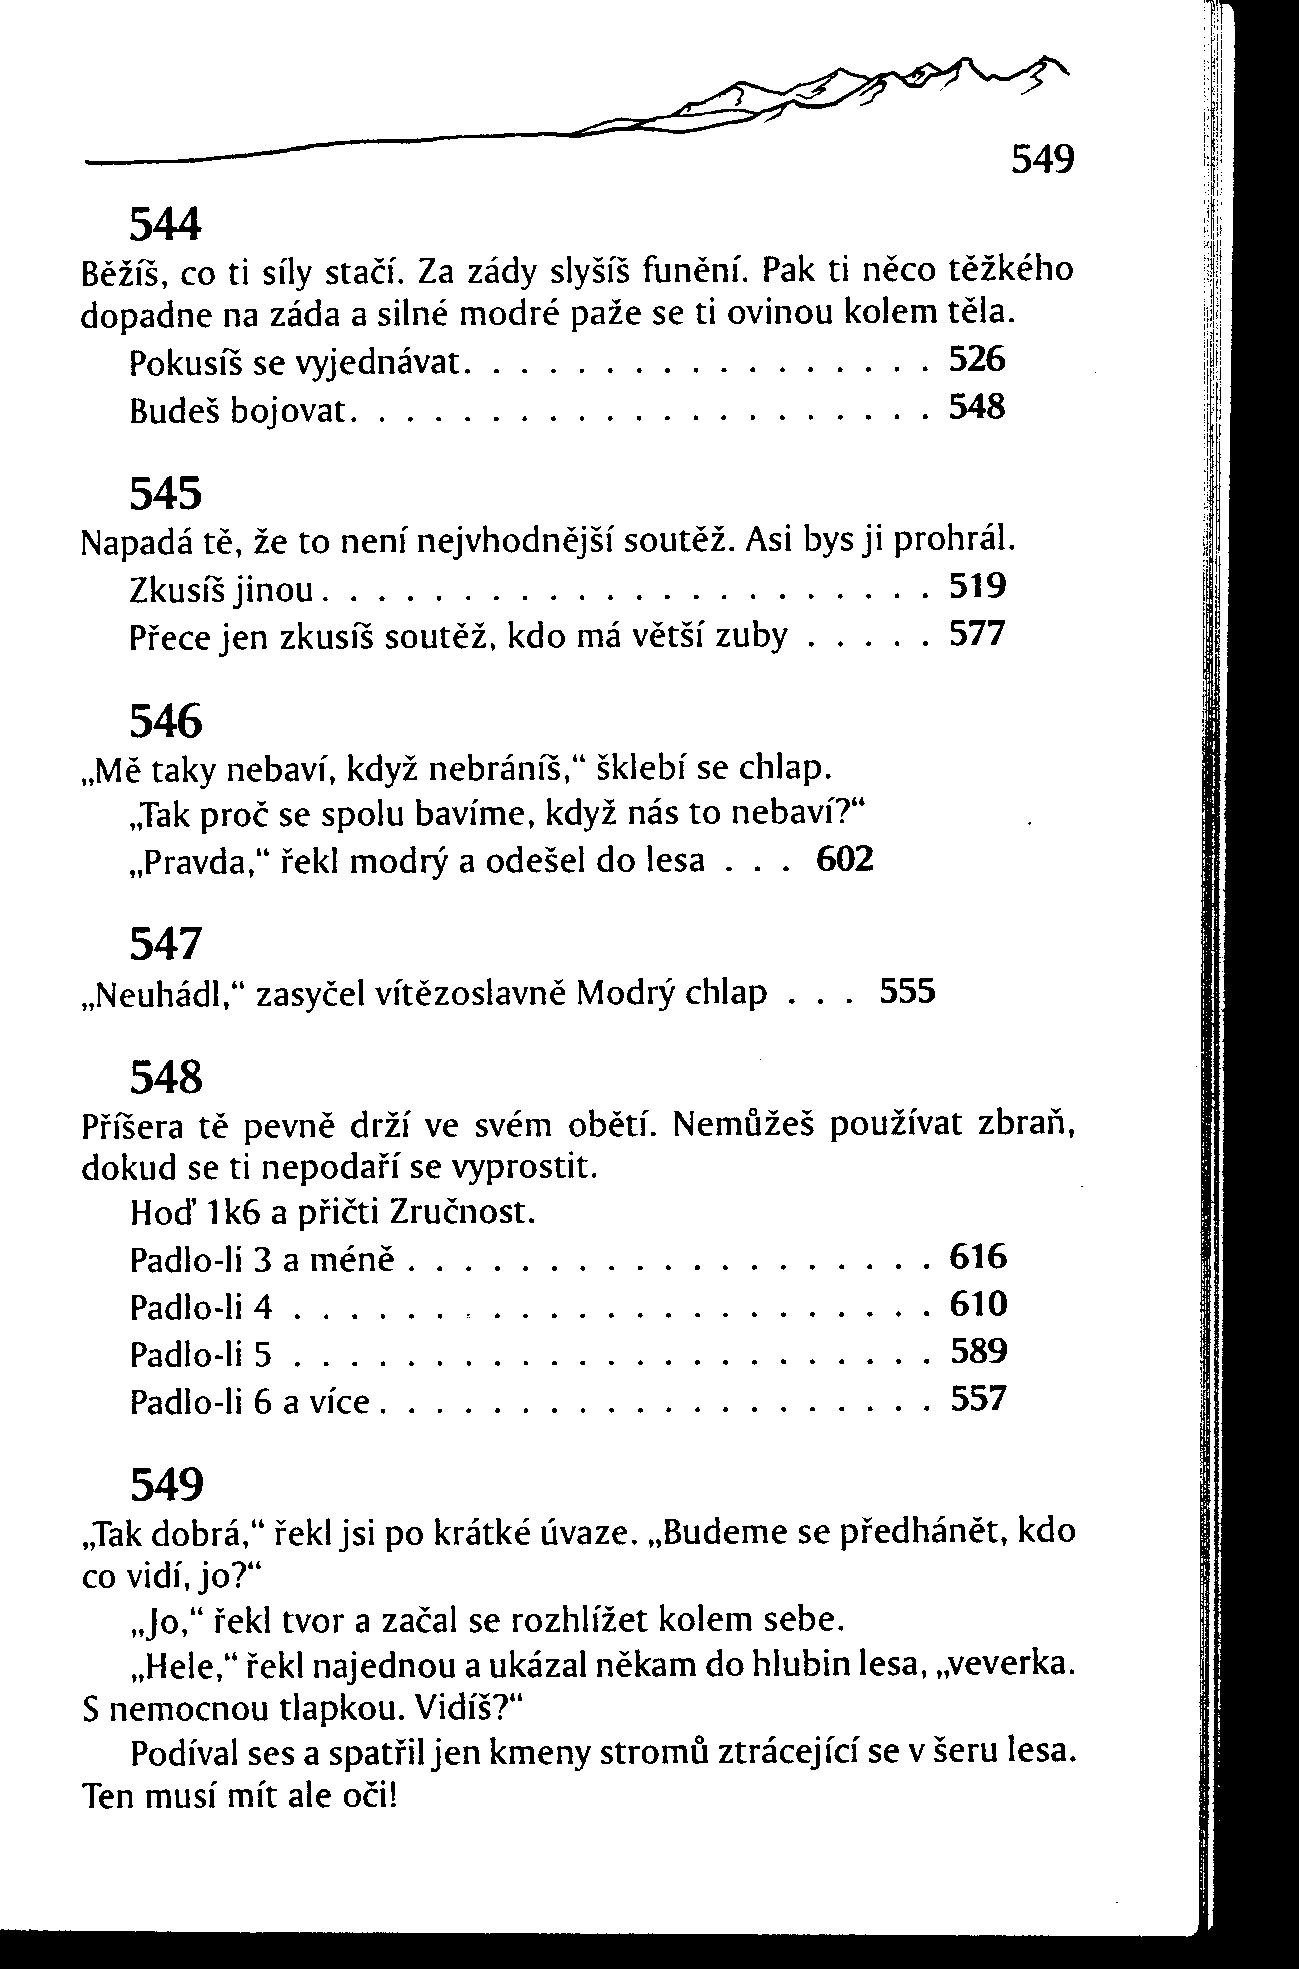 549
544
Běžíš, co ti síly stačí. Za zády slyšíš funění. Pak ti něco těžkého
dopadne na záda a silné modré paže se ti ovinou kolem těla.
Pokusíš se vyjednávat. . . . . . . . . . . . . . . . . 526
Budeš bojovat. . . . . . . . . . . . . . . . . . . . . 548
545
Napadá tě, že to není nejvhodnější soutěž. Asi bys ji prohrál.
Zkusíš jinou. . . . . . . . . . . . . . . . . . . . . . 519
Přece jen zkusíš soutěž, kdo má větší zuby . . . . . 577
546
„Mě taky nebaví, když nebráníš,“ šklebí se chlap.
„Tak proč se spolu bavíme, když nás to nebaví?“
„Pravda,“ řekl modrý a odešel do lesa . . . 602
547
„Neuhádl,“ zasyčel vítězoslavně Modrý chlap . . . 555
548
Příšera tě pevně drží ve svém obětí. Nemůžeš používat zbraň,
dokud se ti nepodaří se vyprostit.
Hoď 1k6 a přičti Zručnost.
Padlo-li 3 a méně . . . . . . . . . . . . . . . . . . . 616
Padlo-li 4 . . . . . . . . . . . . . . . . . . . . . . . 610
Padlo-li 5 . . . . . . . . . . . . . . . . . . . . . . . 589
Padlo-li 6 a více. . . . . . . . . . . . . . . . . . . . 557
549
„Tak dobrá,“ řekl jsi po krátké úvaze. „Budeme se předhánět, kdo
co vidí, jo?“
„Jo,“ řekl tvor a začal se rozhlížet kolem sebe.
„Hele,“ řekl najednou a ukázal někam do hlubin lesa, „veverka.
S nemocnou tlapkou. Vidíš?“
Podíval ses a spatřil jen kmeny stromů ztrácející se v šeru lesa.
Ten musí mít ale oči!